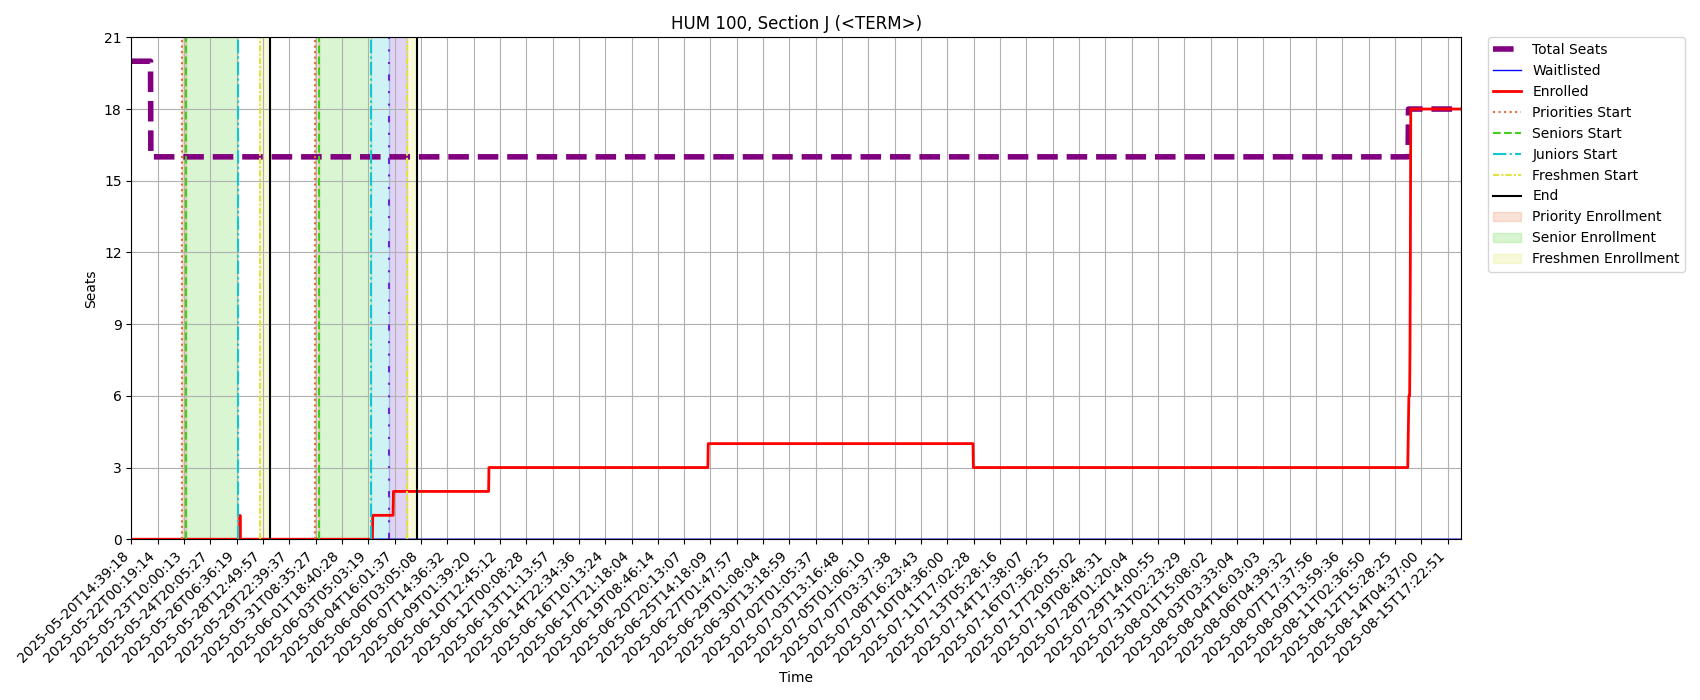 HUM 100, Section J (<TERM>)
21
18
15
12
9
6
3
0
Seats
2025-05-20T14:39:18
2025-05-22T00:19:14
2025-05-23T10:00:13
2025-05-24T20:05:27
2025-05-26T06:36:19
2025-05-28T12:49:57
2025-05-29T22:39:37
2025-05-31T08:35:27
2025-06-01T18:40:28
2025-06-03T05:03:19
2025-06-04T16:01:37
2025-06-06T03:05:08
2025-06-07T14:36:32
2025-06-09T01:39:20
2025-06-10T12:45:12
2025-06-12T00:08:28
2025-06-13T11:13:57
2025-06-14T22:34:36
2025-06-16T10:13:24
2025-06-17T21:18:04
2025-06-19T08:46:14
2025-06-20T20:13:07
2025-06-25T14:18:09
2025-06-27T01:47:57
2025-06-29T01:08:04
2025-06-30T13:18:59
2025-07-02T01:05:37
2025-07-03T13:16:48
2025-07-05T01:06:10
2025-07-07T03:37:38
2025-07-08T16:23:43
2025-07-10T04:36:00
2025-07-11T17:02:28
2025-07-13T05:28:16
2025-07-14T17:38:07
2025-07-16T07:36:25
2025-07-17T20:05:02
2025-07-19T08:48:31
2025-07-28T01:20:04
2025-07-29T14:00:55
2025-07-31T02:23:29
2025-08-01T15:08:02
2025-08-03T03:33:04
2025-08-04T16:03:03
2025-08-06T04:39:32
2025-08-07T17:37:56
2025-08-09T13:59:36
2025-08-11T02:36:50
2025-08-12T15:28:25
2025-08-14T04:37:00
2025-08-15T17:22:51
Time
Total Seats
Waitlisted
Enrolled
Priorities Start
Seniors Start
Juniors Start
Freshmen Start
End
Priority Enrollment
Senior Enrollment
Freshmen Enrollment